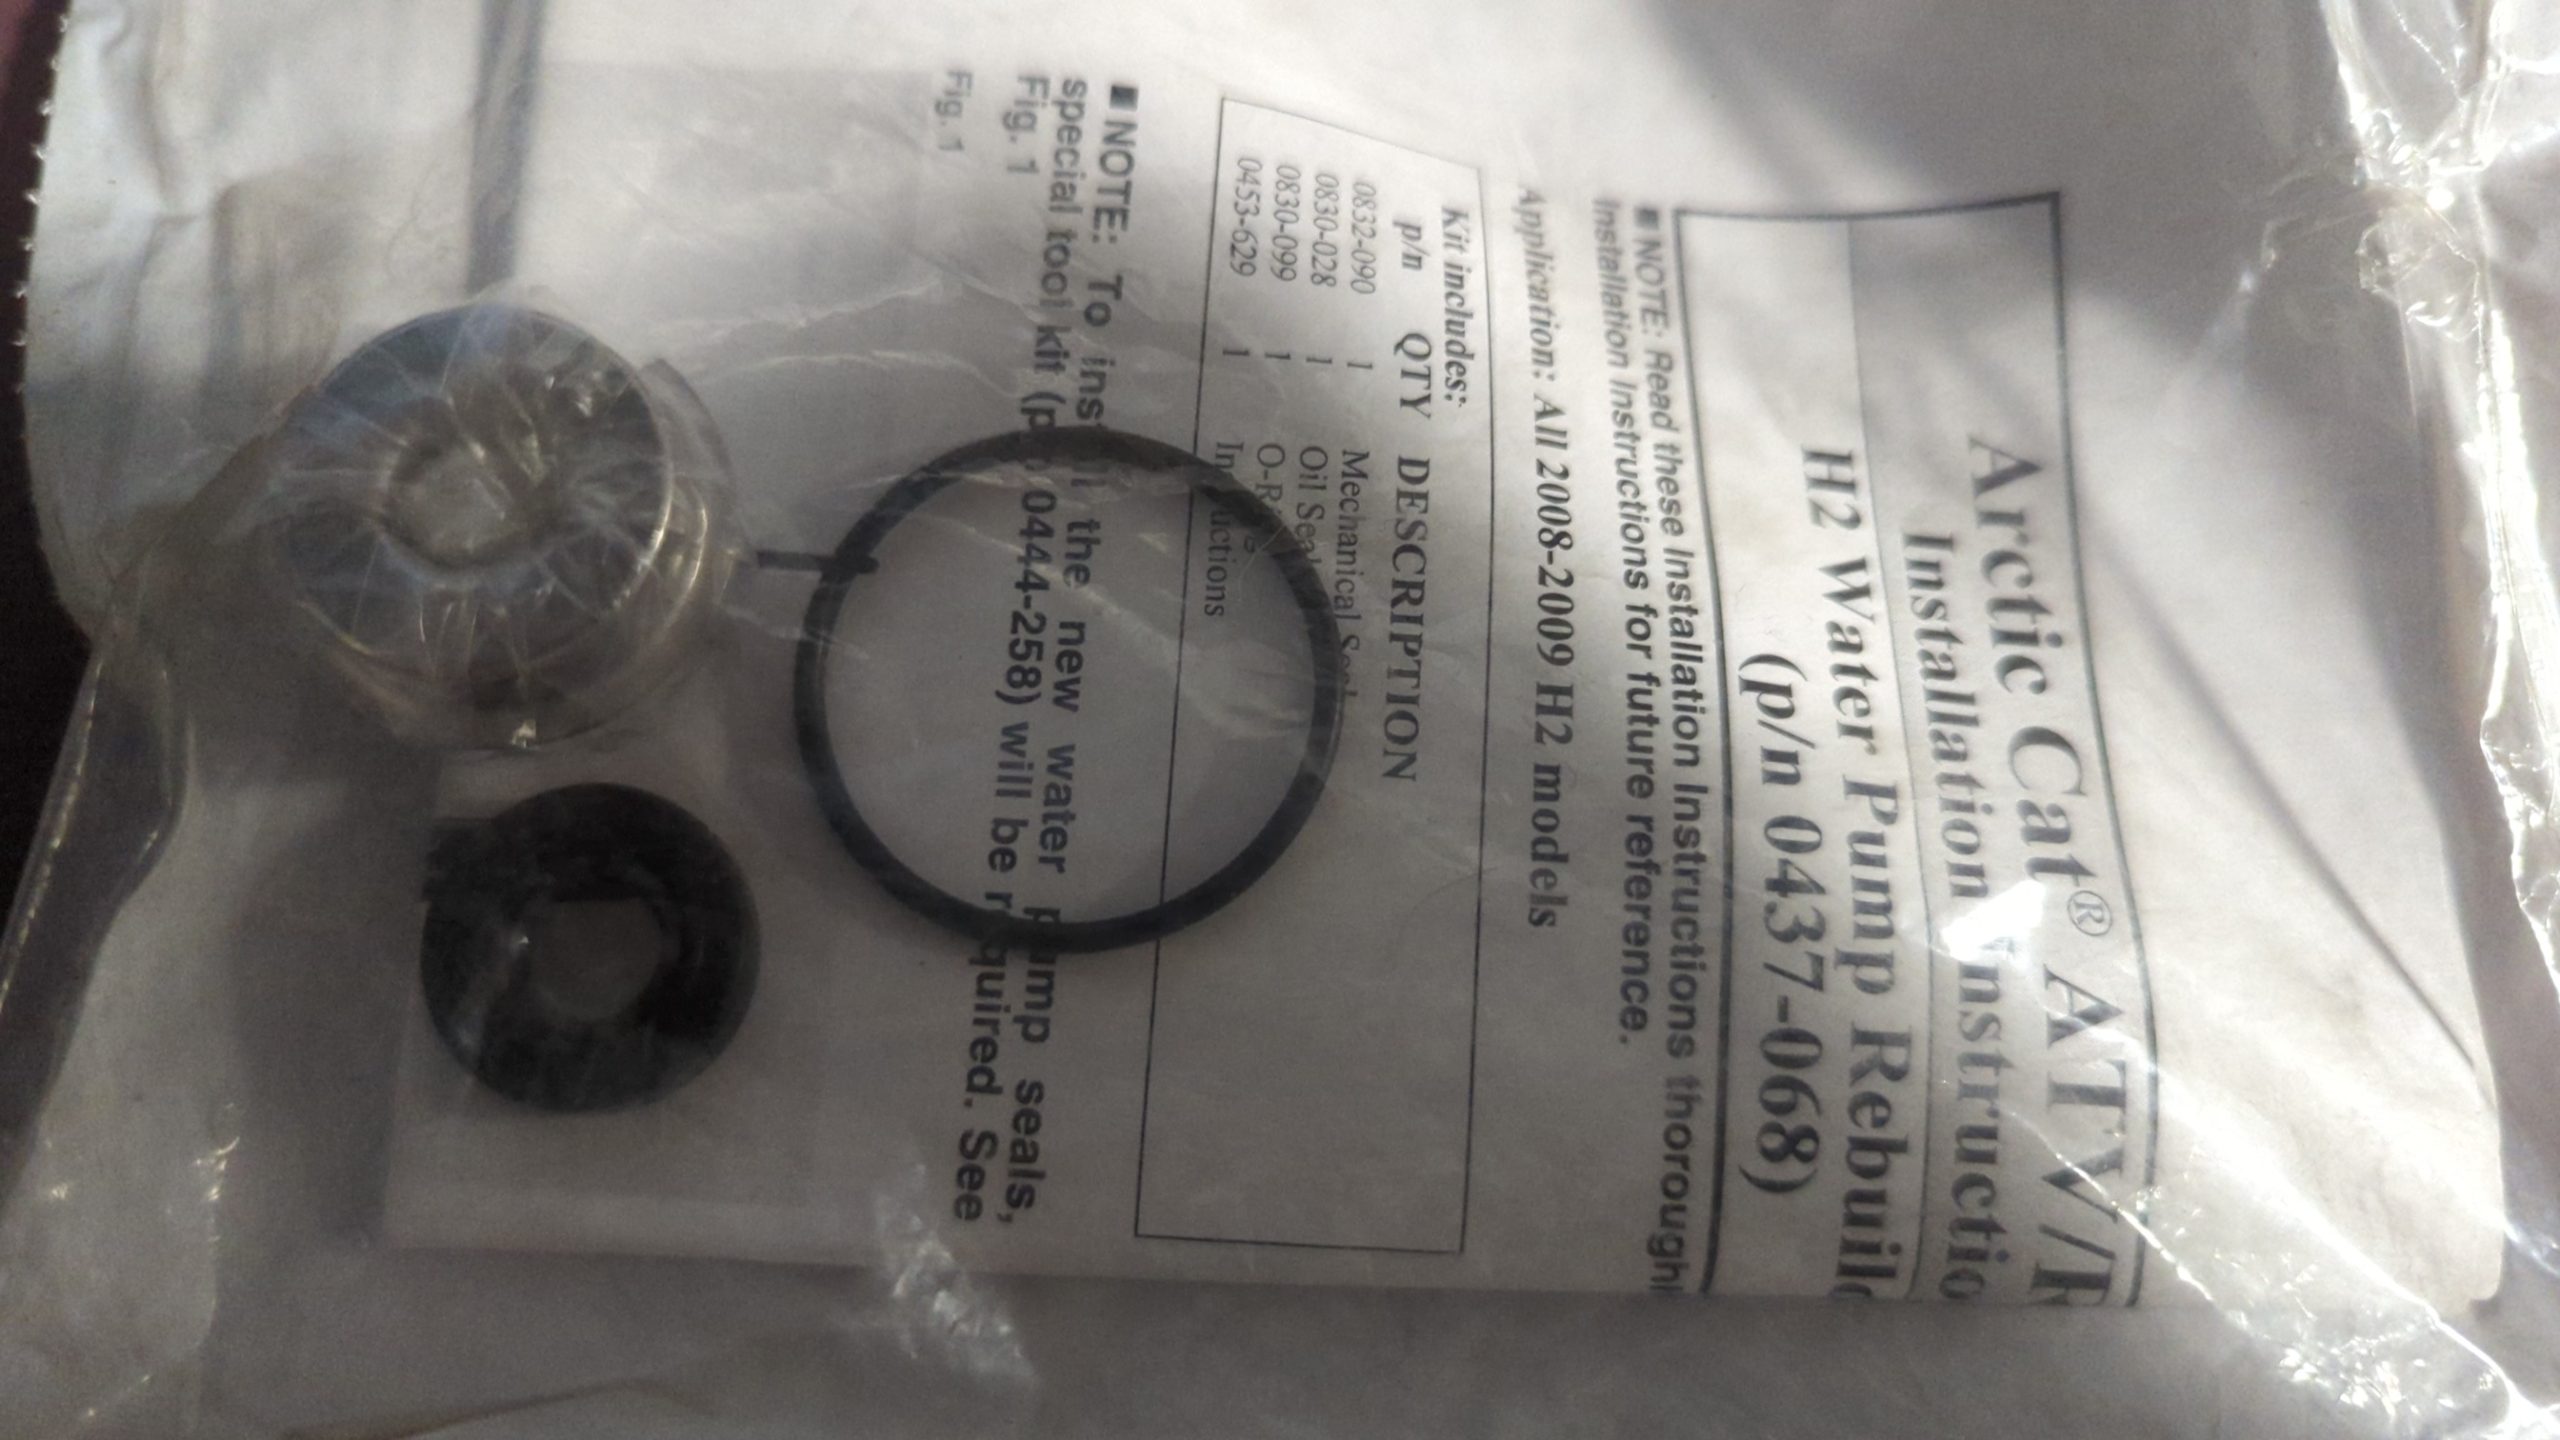 Arctic Cat® ATV/
Installation Instructio
H2 Water Pump Rebuil
(p/n 0437-068)
■ NOTE: Read these Installation Instructions thorough
Installation Instructions for future reference.
Application: All 2008-2009 H2 models
Kit includes:
p/n QTY DESCRIPTION
0832-090 1 Mechanical Seal
0830-028 1 Oil Seal
0830-099 1 O-Ring
0453-629 1 Instructions
■ NOTE: To install the new water pump seals,
special tool kit (p/n 0444-258) will be required. See
Fig. 1
Fig. 1